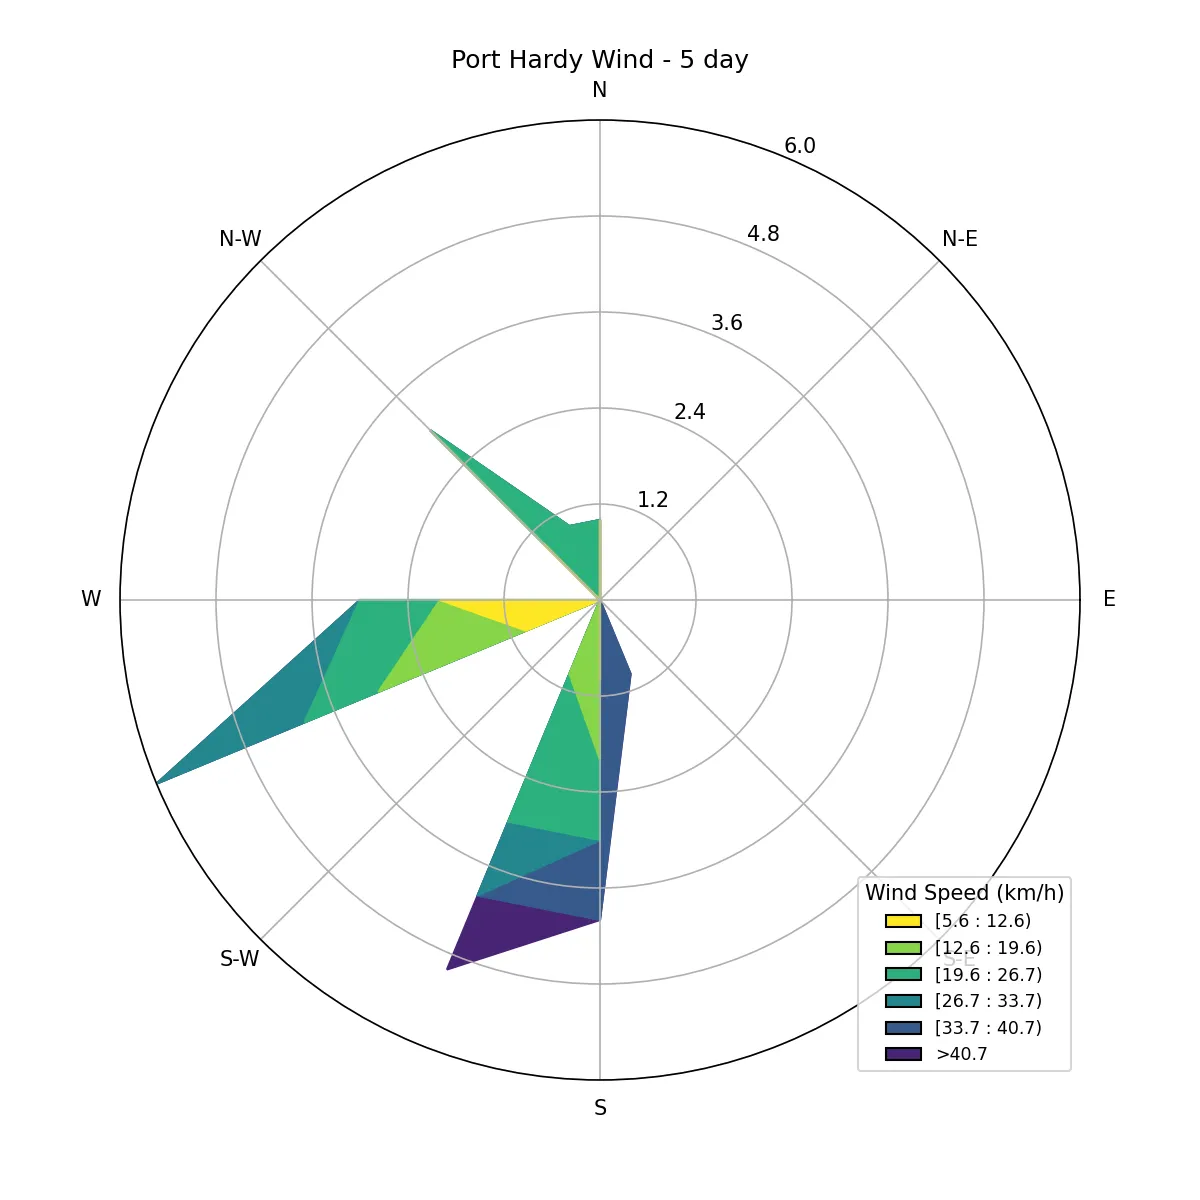 Port Hardy Wind - 5 day
N
6.0
4.8
N-W
N-E
3.6
2.4
1.2
W
E
S-W
S-E
Wind Speed (km/h)
[5.6 : 12.6)
[12.6 : 19.6)
[19.6 : 26.7)
[26.7 : 33.7)
[33.7 : 40.7)
>40.7
S